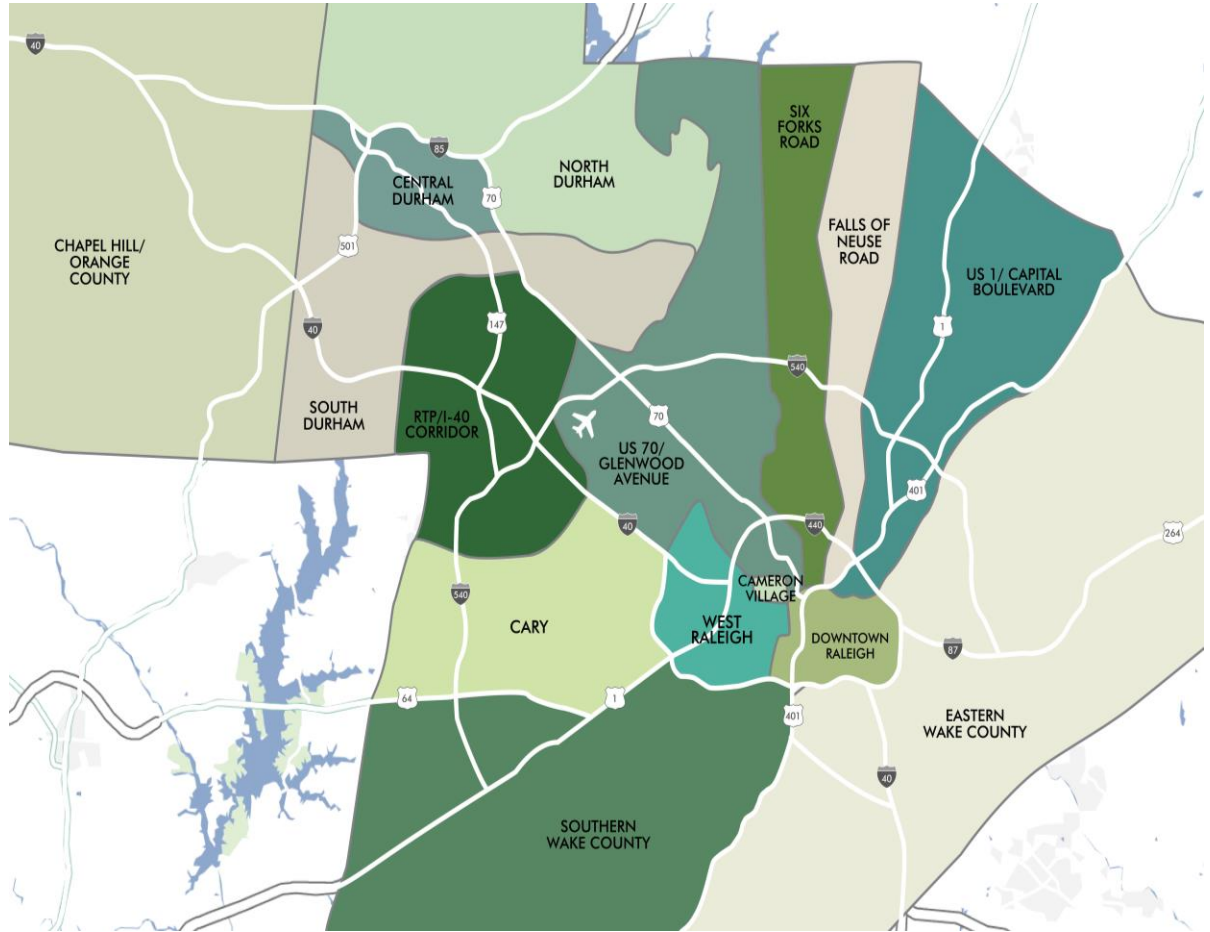 40
SIX
FORKS
ROAD
85
NORTH
DURHAM
CENTRAL
DURHAM
70
FALLS OF
NEUSE
ROAD
CHAPEL HILL/
ORANGE
COUNTY
501
US 1/ CAPITAL
BOULEVARD
40
147
1
540
SOUTH
DURHAM
RTP/I-40
CORRIDOR
70
US 70/
GLENWOOD
AVENUE
401
40
440
264
540
CAMERON
VILLAGE
CARY
WEST
RALEIGH
DOWNTOWN
RALEIGH
87
64
1
401
EASTERN
WAKE COUNTY
40
SOUTHERN
WAKE COUNTY